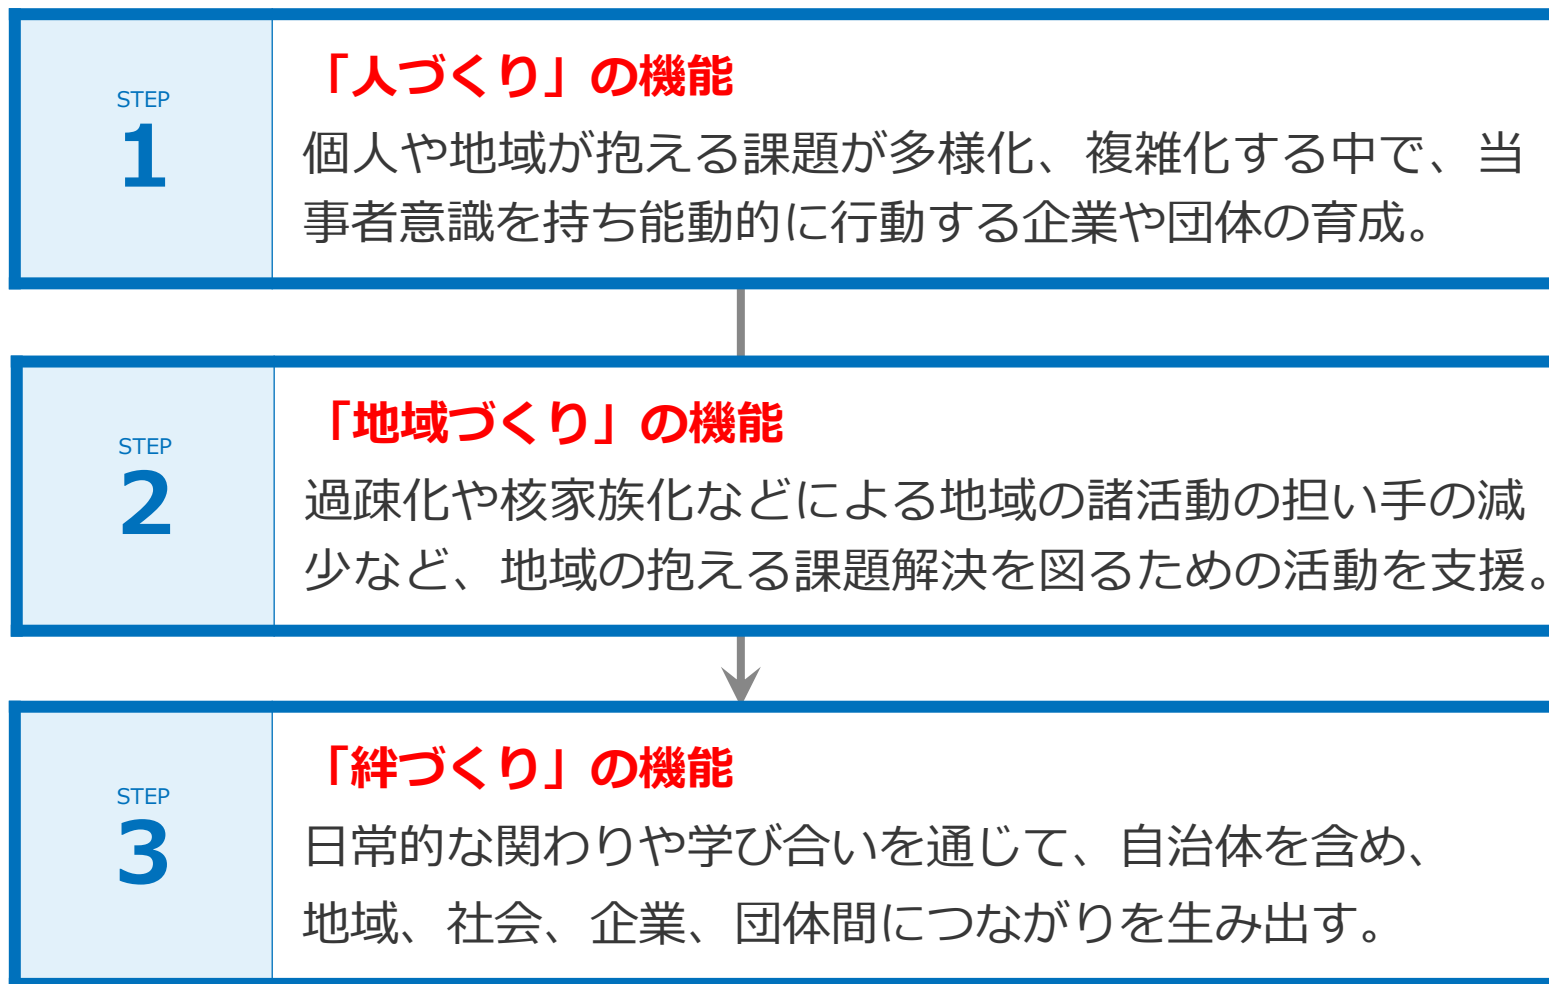 STEP
1
「人づくり」の機能
個人や地域が抱える課題が多様化、複雑化する中で、当
事者意識を持ち能動的に行動する企業や団体の育成。
STEP
2
「地域づくり」の機能
過疎化や核家族化などによる地域の諸活動の担い手の減
少など、地域の抱える課題解決を図るための活動を支援。
STEP
3
「絆づくり」の機能
日常的な関わりや学び合いを通じて、自治体を含め、
地域、社会、企業、団体間につながりを生み出す。